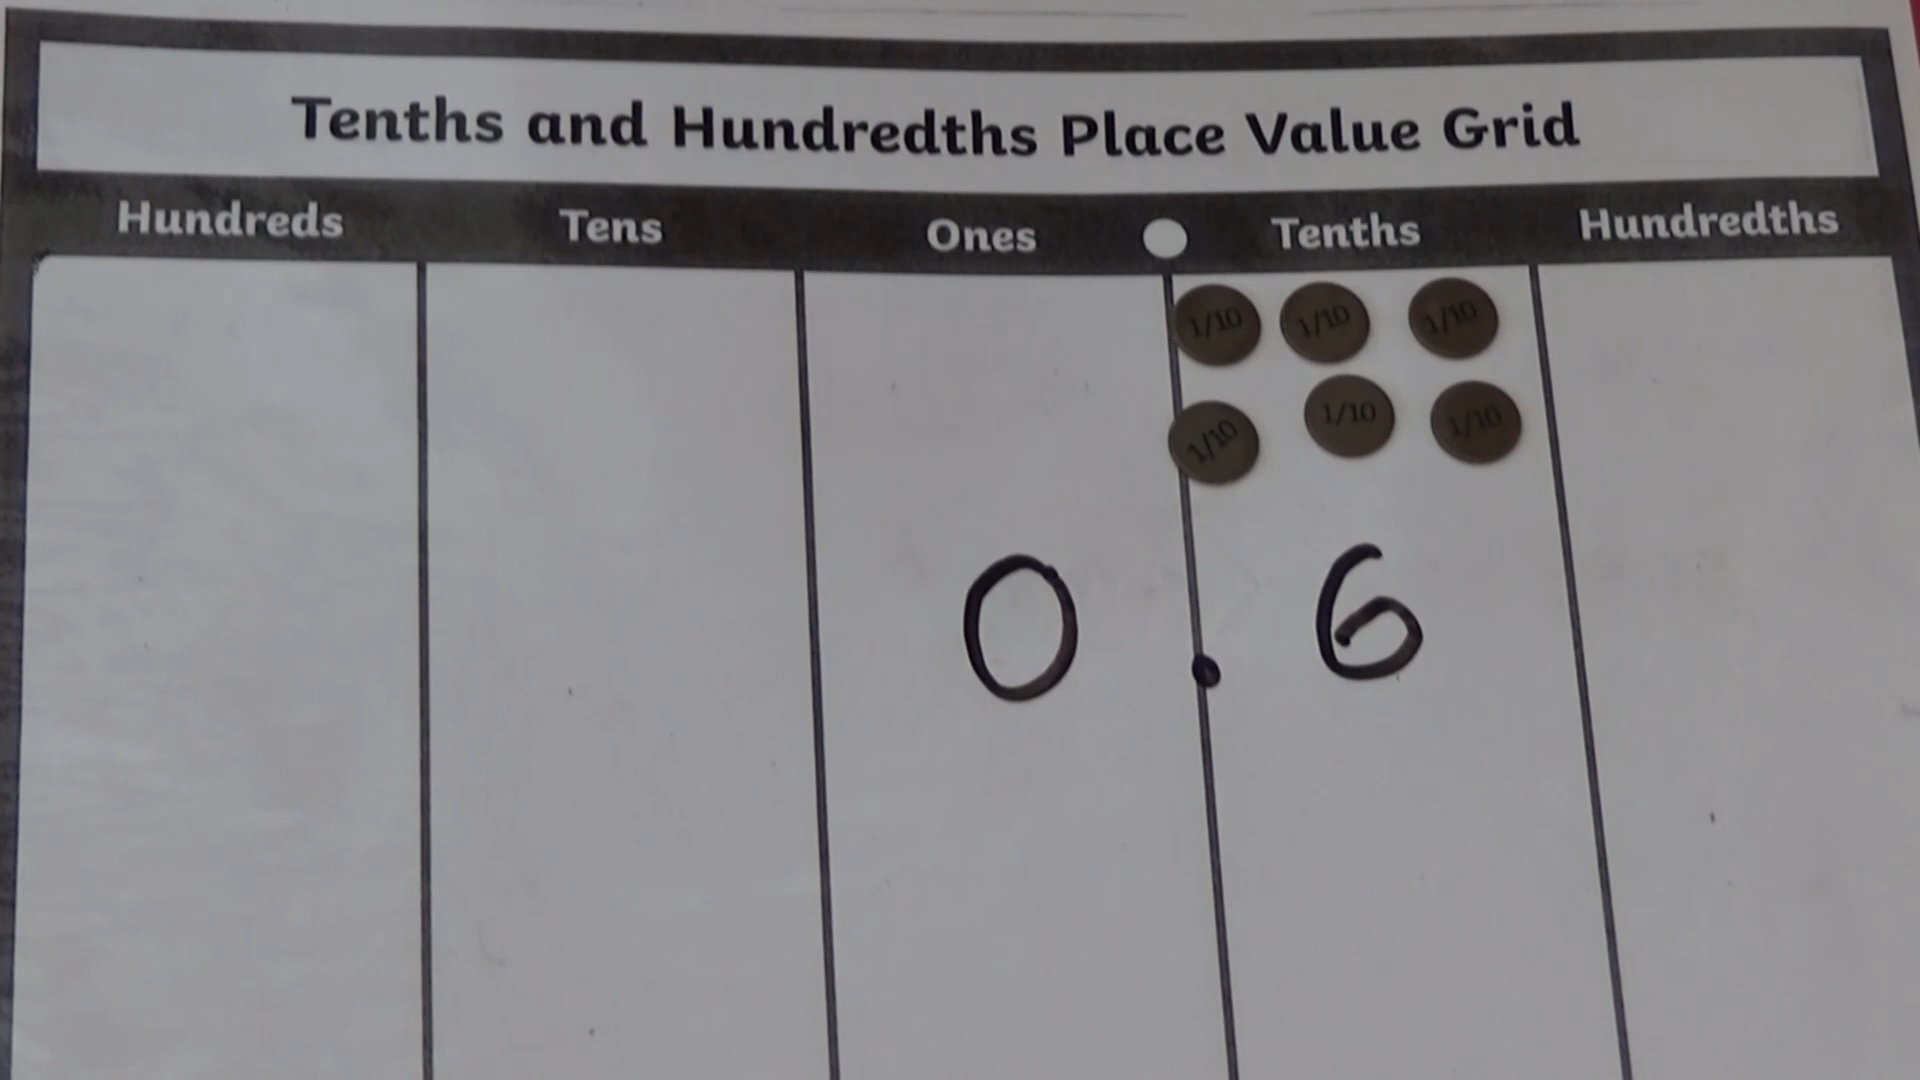 Tenths and Hundredths Place Value Grid
Hundreds Tens Ones Tenths Hundredths
1/10 1/10 1/10
1/10 1/10 1/10
0.6